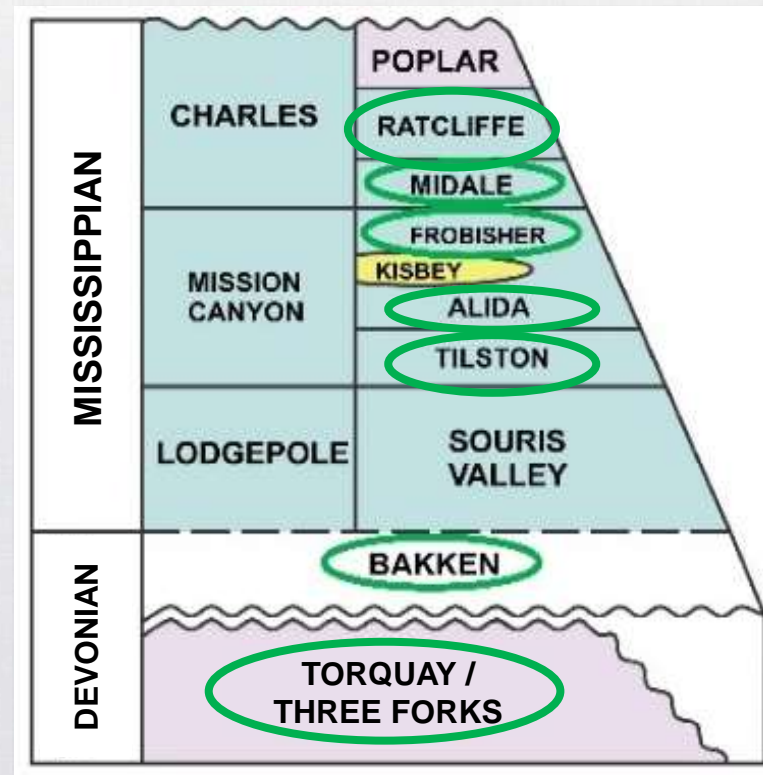 MISSISSIPPIAN
DEVONIAN
CHARLES
MISSION
CANYON
LODGEPOLE
POPLAR
RATCLIFFE
MIDALE
FROBISHER
KISBEY
ALIDA
TILSTON
SOURIS
VALLEY
BAKKEN
TORQUAY /
THREE FORKS